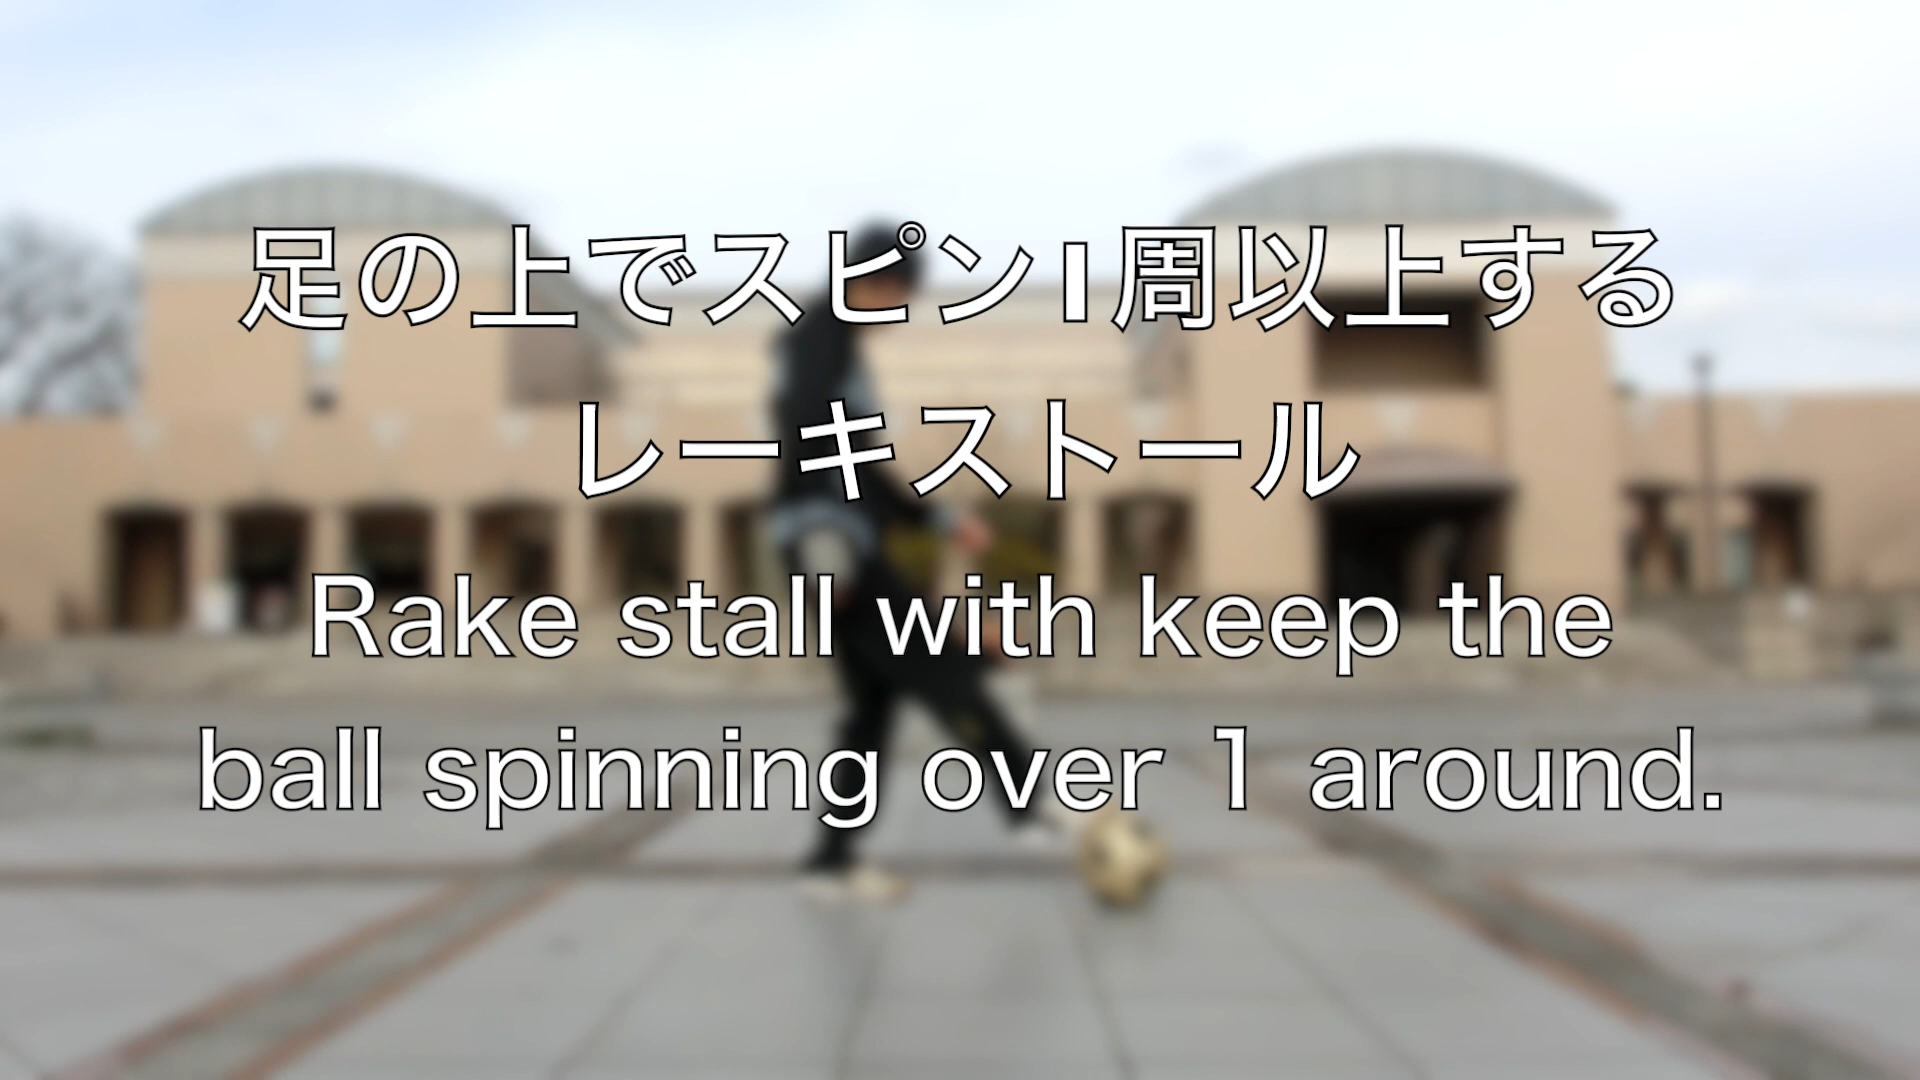 足の上でスピン1周以上する
レーキストール
Rake stall with keep the
ball spinning over 1 around.